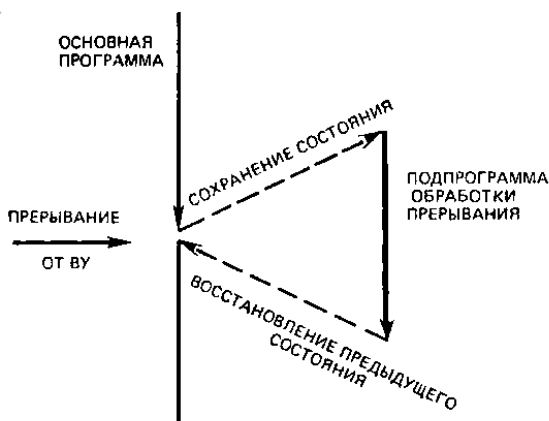 ОСНОВНАЯ
ПРОГРАММА
СОХРАНЕНИЕ СОСТОЯНИЯ
ПОДПРОГРАММА
ОБРАБОТКИ
ПРЕРЫВАНИЯ
ПРЕРЫВАНИЕ
ОТ ВУ
ВОССТАНОВЛЕНИЕ ПРЕДЫДУЩЕГО
СОСТОЯНИЯ